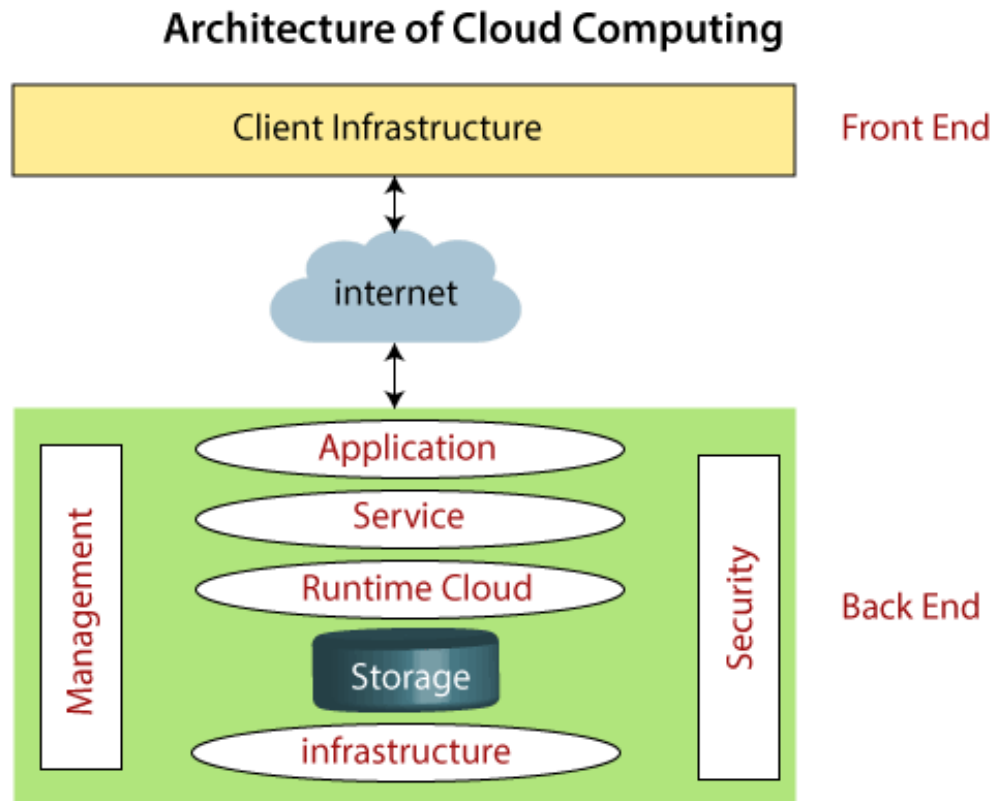 Architecture of Cloud Computing
Client Infrastructure
Front End
internet
Application
Service
Runtime Cloud
Storage
infrastructure
Management
Security
Back End